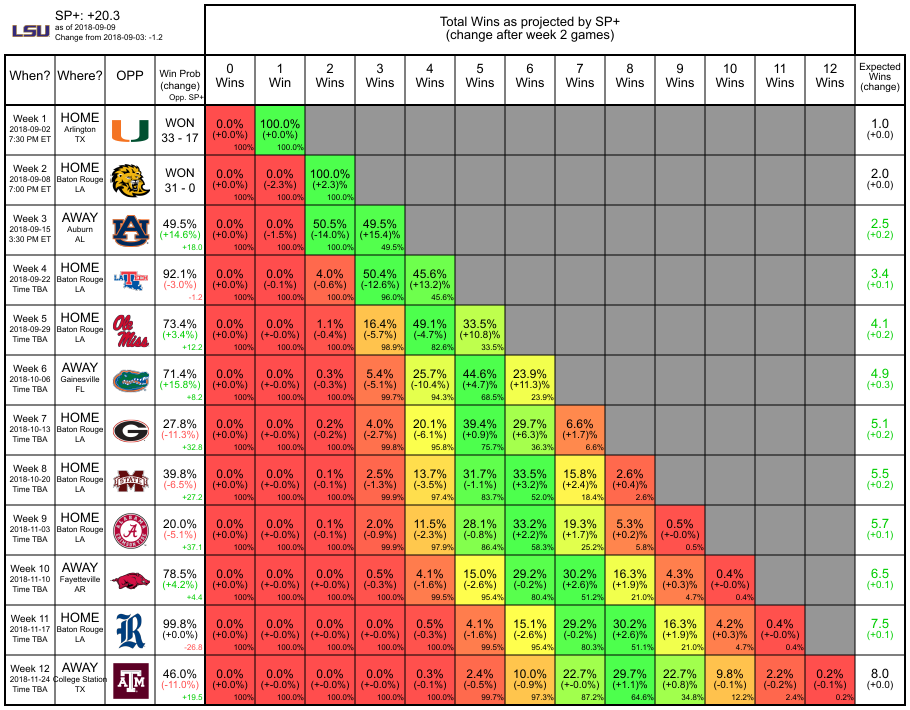 LSU
SP+: +20.3
as of 2018-09-09
Change from 2018-09-03: -1.2
Total Wins as projected by SP+
(change after week 2 games)
When? Where? OPP Win Prob (change) Opp. SP+ 0 Wins 1 Win 2 Wins 3 Wins 4 Wins 5 Wins 6 Wins 7 Wins 8 Wins 9 Wins 10 Wins 11 Wins 12 Wins Expected Wins (change)
Week 1 HOME WON 0.0% 100.0% 1.0
2018-09-02 Arlington 33 - 17 (+0.0%) (+0.0%) (+0.0)
7:30 PM ET TX 100% 100.0%
Week 2 HOME WON 0.0% 0.0% 100.0% 2.0
2018-09-08 Baton Rouge 31 - 0 (+0.0%) (-2.3%) (+2.3)% (+0.0)
7:00 PM ET LA 100% 100.0% 100.0%
Week 3 AWAY 49.5% 0.0% 0.0% 50.5% 49.5% 2.5
2018-09-15 Auburn (+14.6%) (+0.0%) (-1.5%) (-14.0%) (+15.4)% (+0.2)
3:30 PM ET AL +18.0 100% 100.0% 100.0% 49.5%
Week 4 HOME LA TECH 92.1% 0.0% 0.0% 4.0% 50.4% 45.6% 3.4
2018-09-22 Baton Rouge (-3.0%) (+0.0%) (-0.1%) (-0.6%) (-12.6%) (+13.2)% (+0.1)
Time TBA LA -1.2 100% 100.0% 100.0% 96.0% 45.6%
Week 5 HOME Ole Miss 73.4% 0.0% 0.0% 1.1% 16.4% 49.1% 33.5% 4.1
2018-09-29 Baton Rouge (+3.4%) (+0.0%) (+-0.0%) (-0.4%) (-5.7%) (-4.7%) (+10.8)% (+0.2)
Time TBA LA +12.2 100% 100.0% 100.0% 98.9% 82.6% 33.5%
Week 6 AWAY 71.4% 0.0% 0.0% 0.3% 5.4% 25.7% 44.6% 23.9% 4.9
2018-10-06 Gainesville (+15.8%) (+0.0%) (+-0.0%) (-0.3%) (-5.1%) (-10.4%) (+4.7)% (+11.3)% (+0.3)
Time TBA FL +8.2 100% 100.0% 100.0% 99.7% 94.3% 68.5% 23.9%
Week 7 HOME G 27.8% 0.0% 0.0% 0.2% 4.0% 20.1% 39.4% 29.7% 6.6% 5.1
2018-10-13 Baton Rouge (-11.3%) (+0.0%) (+-0.0%) (-0.2%) (-2.7%) (-6.1%) (+0.9)% (+6.3)% (+1.7)% (+0.2)
Time TBA LA +32.8 100% 100.0% 100.0% 99.8% 95.8% 75.7% 36.3% 6.6%
Week 8 HOME STATE 39.8% 0.0% 0.0% 0.1% 2.5% 13.7% 31.7% 33.5% 15.8% 2.6% 5.5
2018-10-20 Baton Rouge (-6.5%) (+0.0%) (+-0.0%) (-0.1%) (-1.3%) (-3.5%) (-1.1%) (+3.2)% (+2.4)% (+0.4)% (+0.2)
Time TBA LA +27.2 100% 100.0% 100.0% 99.9% 97.4% 83.7% 52.0% 18.4% 2.6%
Week 9 HOME 20.0% 0.0% 0.0% 0.1% 2.0% 11.5% 28.1% 33.2% 19.3% 5.3% 0.5% 5.7
2018-11-03 Baton Rouge (-5.1%) (+0.0%) (+-0.0%) (-0.1%) (-0.9%) (-2.3%) (-0.8%) (+2.2)% (+1.7)% (+0.2)% (+-0.0%) (+0.1)
Time TBA LA +37.1 100% 100.0% 100.0% 99.9% 97.9% 86.4% 58.3% 25.2% 5.8% 0.5%
Week 10 AWAY 78.5% 0.0% 0.0% 0.0% 0.5% 4.1% 15.0% 29.2% 30.2% 16.3% 4.3% 0.4% 6.5
2018-11-10 Fayetteville (+4.2%) (+0.0%) (+-0.0%) (+-0.0%) (-0.3%) (-1.6%) (-2.6%) (-0.2%) (+2.6)% (+1.9)% (+0.3)% (+-0.0%) (+0.1)
Time TBA AR +4.4 100% 100.0% 100.0% 100.0% 99.5% 95.4% 80.4% 51.2% 21.0% 4.7% 0.4%
Week 11 HOME R 99.8% 0.0% 0.0% 0.0% 0.0% 0.5% 4.1% 15.1% 29.2% 30.2% 16.3% 4.2% 0.4% 7.5
2018-11-17 Baton Rouge (+0.0%) (+0.0%) (+-0.0%) (+-0.0%) (+-0.0%) (-0.3%) (-1.6%) (-2.6%) (-0.2%) (+2.6)% (+1.9)% (+0.3)% (+-0.0%) (+0.1)
Time TBA LA -26.8 100% 100.0% 100.0% 100.0% 100.0% 99.5% 95.4% 80.3% 51.1% 21.0% 4.7% 0.4%
Week 12 AWAY ATM 46.0% 0.0% 0.0% 0.0% 0.0% 0.3% 2.4% 10.0% 22.7% 29.7% 22.7% 9.8% 2.2% 0.2% 8.0
2018-11-24 College Station (-11.0%) (+0.0%) (+-0.0%) (+-0.0%) (+-0.0%) (-0.1%) (-0.5%) (-0.9%) (+-0.0%) (+1.1)% (+0.8)% (-0.1%) (-0.2%) (-0.1%) (+0.0)
Time TBA TX +19.5 100% 100.0% 100.0% 100.0% 100.0% 99.7% 97.3% 87.2% 64.6% 34.8% 12.2% 2.4% 0.2%